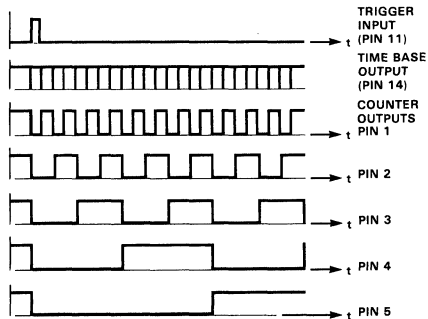 TRIGGER
INPUT
t (PIN 11)
TIME BASE
OUTPUT
(PIN 14)
COUNTER
OUTPUTS
t PIN 1
t PIN 2
t PIN 3
t PIN 4
t PIN 5